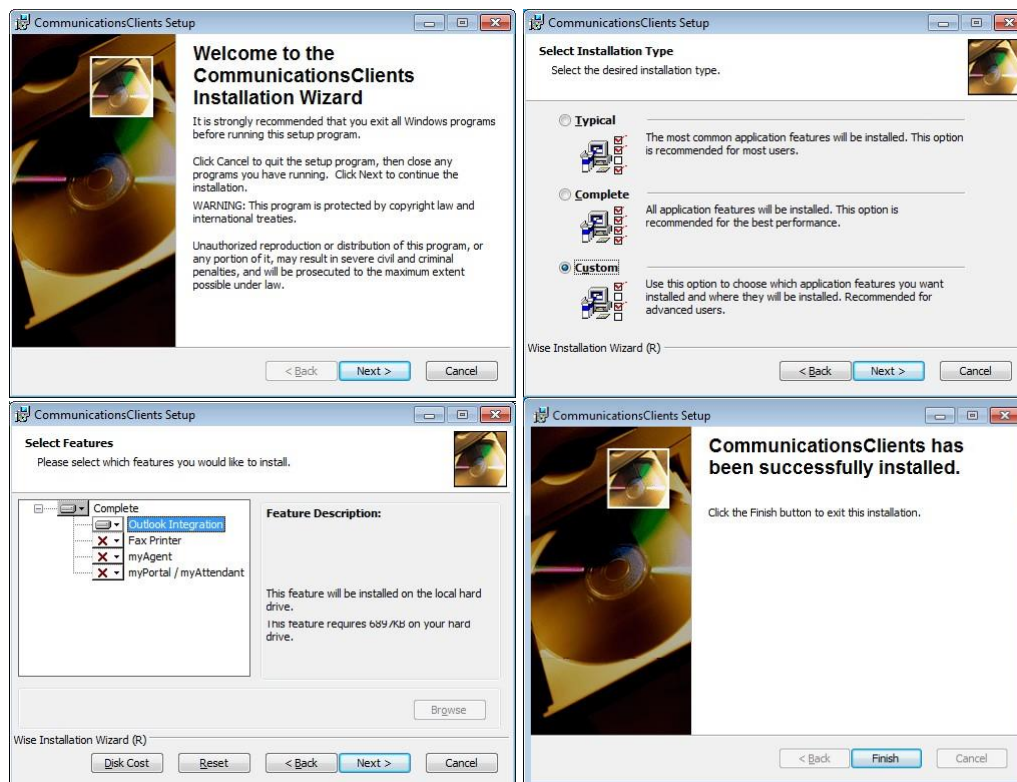 CommunicationsClients Setup
Welcome to the
CommunicationsClients
Installation Wizard
It is strongly recommended that you exit all Windows programs
before running this setup program.
Click Cancel to quit the setup program, then close any
programs you have running. Click Next to continue the
installation.
WARNING: This program is protected by copyright law and
international treaties.
Unauthorized reproduction or distribution of this program, or
any portion of it, may result in severe civil and criminal
penalties, and will be prosecuted to the maximum extent
possible under law.
< Back Next > Cancel
CommunicationsClients Setup
Select Installation Type
Select the desired installation type.
Typical
The most common application features will be installed. This option
is recommended for most users.
Complete
All application features will be installed. This option is
recommended for the best performance.
Custom
Use this option to choose which application features you want
installed and where they will be installed. Recommended for
advanced users.
Wise Installation Wizard (R)
< Back Next > Cancel
CommunicationsClients Setup
Select Features
Please select which features you would like to install.
Complete
Outlook Integration
Fax Printer
myAgent
myPortal / myAttendant
Feature Description:
This feature will be installed on the local hard
drive.
This feature requires 6897KB on your hard
drive.
Browse
Wise Installation Wizard (R)
Disk Cost Reset < Back Next > Cancel
CommunicationsClients Setup
CommunicationsClients has
been successfully installed.
Click the Finish button to exit this installation.
< Back Finish Cancel